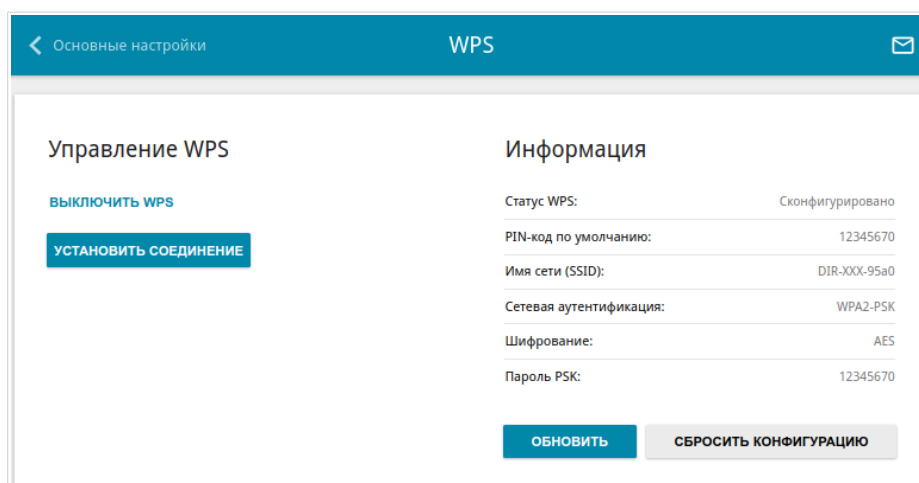 Основные настройки
WPS
Управление WPS
ВЫКЛЮЧИТЬ WPS
УСТАНОВИТЬ СОЕДИНЕНИЕ
Информация
Статус WPS: Сконфигурировано
PIN-код по умолчанию: 12345670
Имя сети (SSID): DIR-XXX-95a0
Сетевая аутентификация: WPA2-PSK
Шифрование: AES
Пароль PSK: 12345670
ОБНОВИТЬ
СБРОСИТЬ КОНФИГУРАЦИЮ